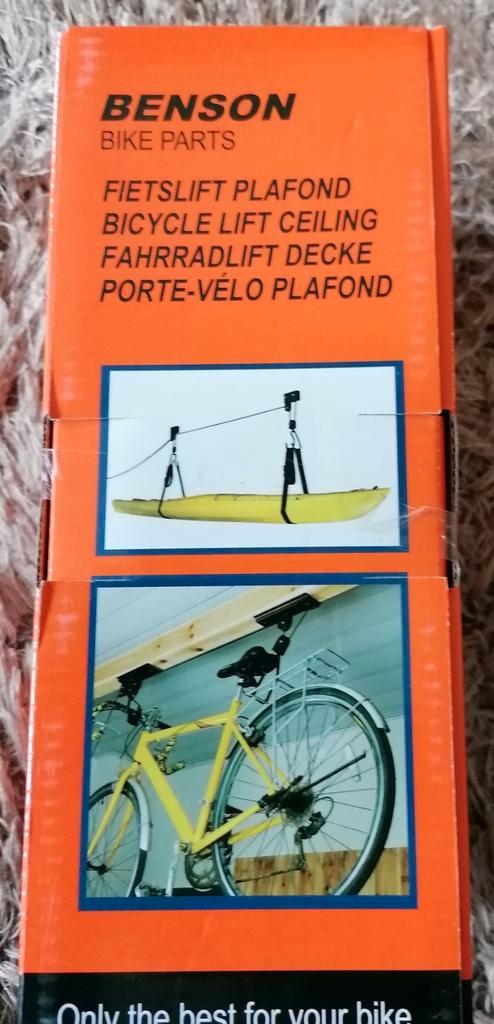 BENSON
BIKE PARTS
FIETSLIFT PLAFOND
BICYCLE LIFT CEILING
FAHRRADLIFT DECKE
PORTE-VÉLO PLAFOND
Only the best for your bike